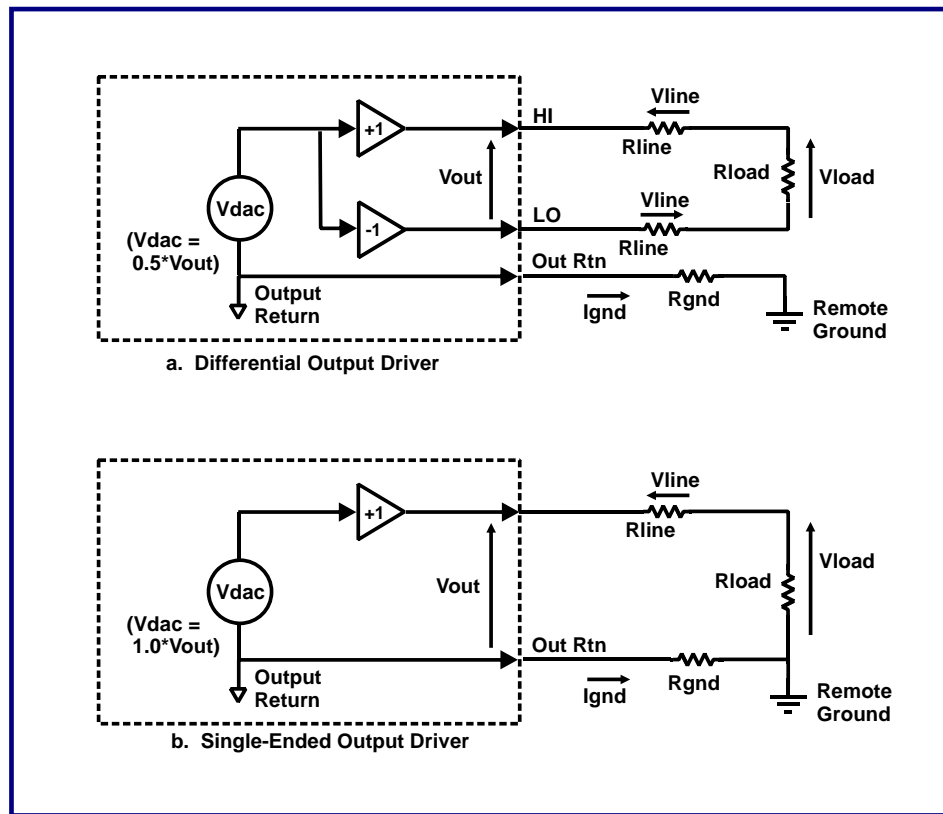 Vline
HI
+1
Rline
Rload
Vload
Vout
Vdac
Vline
LO
-1
(Vdac =
0.5*Vout)
Rline
Out Rtn
Output
Return
Ignd
Rgnd
Remote
Ground
a. Differential Output Driver
Vline
+1
Rline
Vload
Rload
Vdac
Vout
(Vdac =
1.0*Vout)
Out Rtn
Output
Return
Ignd
Rgnd
Remote
Ground
b. Single-Ended Output Driver